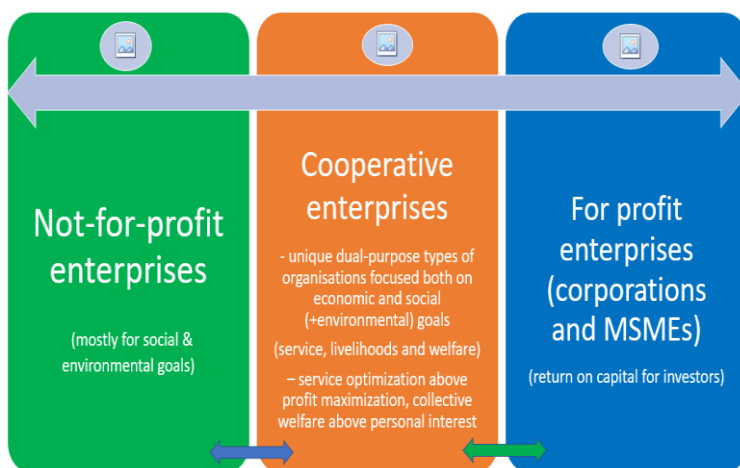 Not-for-profit
enterprises
(mostly for social &
environmental goals)
Cooperative
enterprises
- unique dual-purpose types of
organisations focused both on
economic and social
(+environmental) goals
(service, livelihoods and welfare)
– service optimization above
profit maximization, collective
welfare above personal interest
For profit
enterprises
(corporations
and MSMEs)
(return on capital for investors)